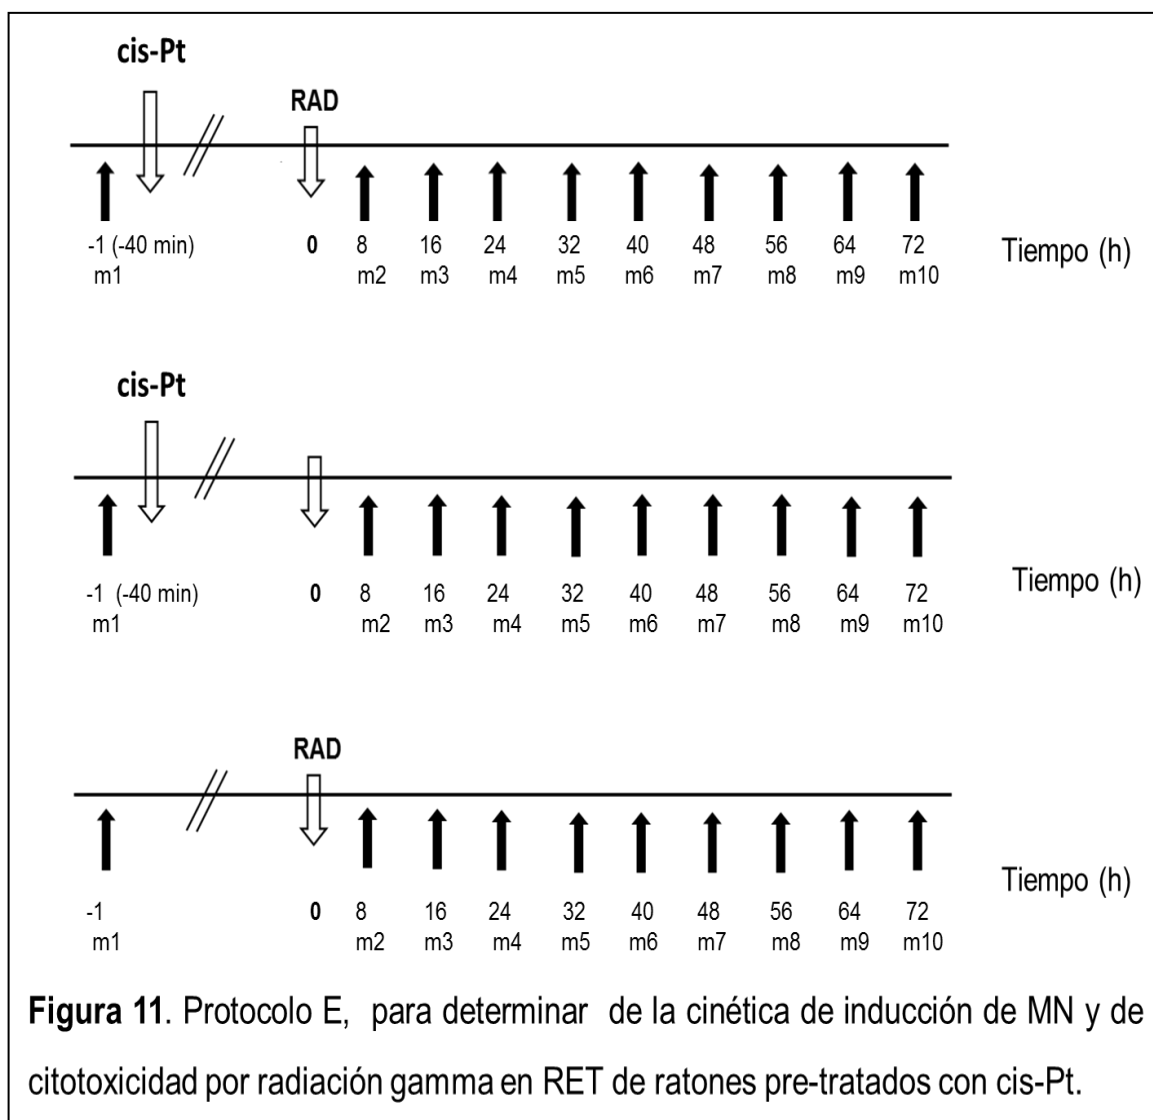 cis-Pt
RAD
-1 (-40 min) 0 8 16 24 32 40 48 56 64 72 Tiempo (h)
m1 m2 m3 m4 m5 m6 m7 m8 m9 m10
cis-Pt
-1 (-40 min) 0 8 16 24 32 40 48 56 64 72 Tiempo (h)
m1 m2 m3 m4 m5 m6 m7 m8 m9 m10
RAD
-1 0 8 16 24 32 40 48 56 64 72 Tiempo (h)
m1 m2 m3 m4 m5 m6 m7 m8 m9 m10
Figura 11. Protocolo E, para determinar de la cinética de inducción de MN y de
citotoxicidad por radiación gamma en RET de ratones pre-tratados con cis-Pt.